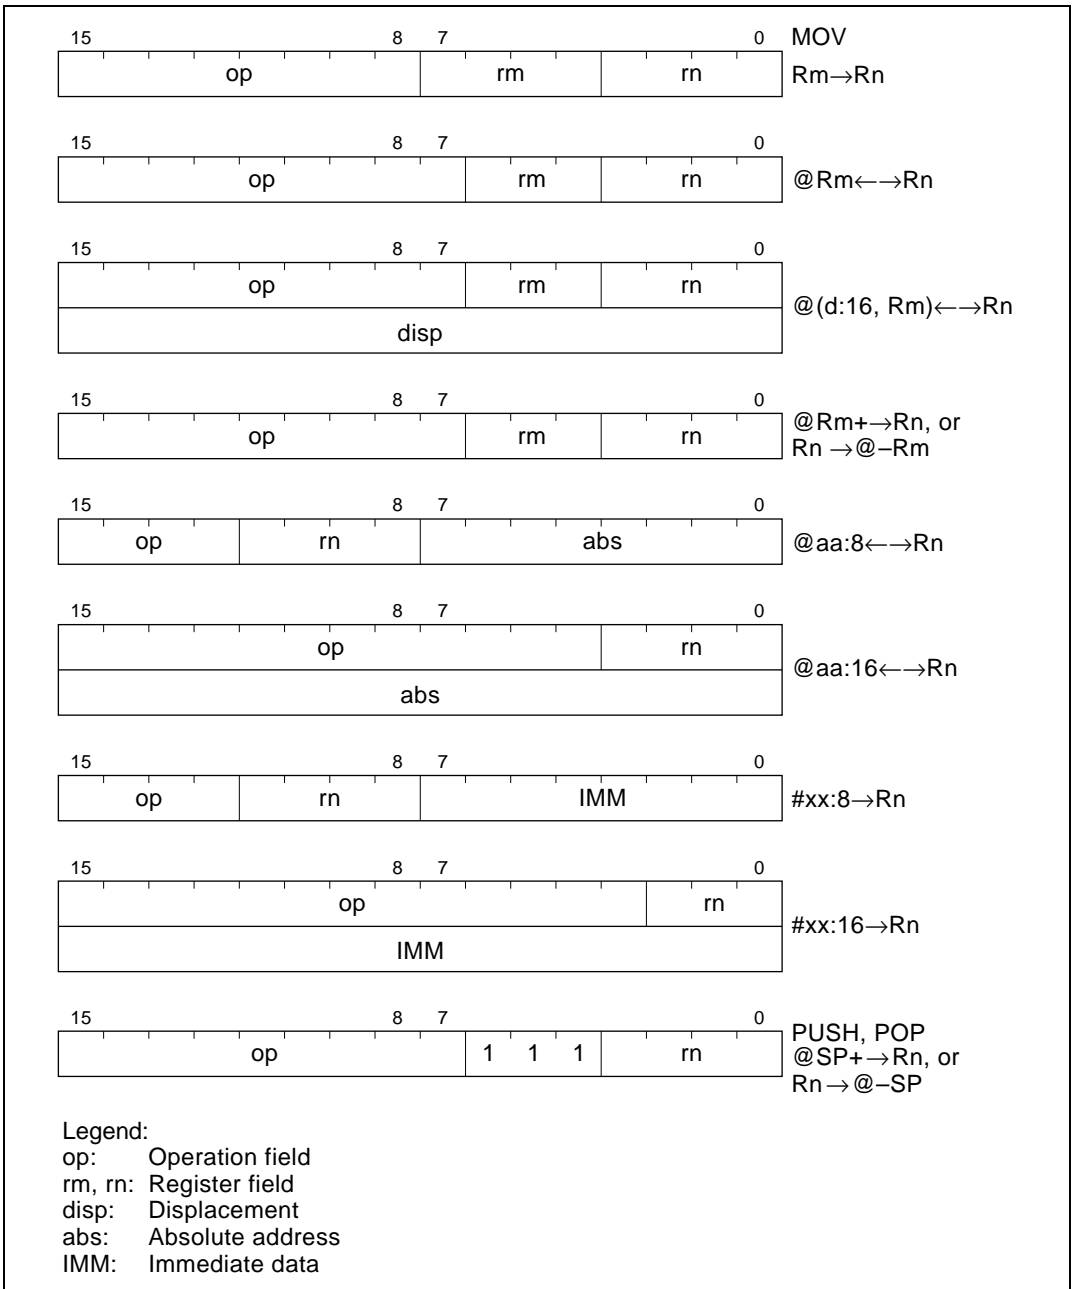 15 8 7 0 MOV
op rm rn Rm→Rn
15 8 7 0
op rm rn @Rm←→Rn
15 8 7 0
op rm rn
@(d:16, Rm)←→Rn
disp
15 8 7 0
@Rm+→Rn, or
op rm rn
Rn →@–Rm
15 8 7 0
op rn abs @aa:8←→Rn
15 8 7 0
op rn
@aa:16←→Rn
abs
15 8 7 0
op rn IMM #xx:8→Rn
15 8 7 0
op rn
#xx:16→Rn
IMM
15 8 7 0
PUSH, POP
op 1 1 1 rn @SP+→Rn, or
Rn→@–SP
Legend:
op: Operation field
rm, rn: Register field
disp: Displacement
abs: Absolute address
IMM: Immediate data